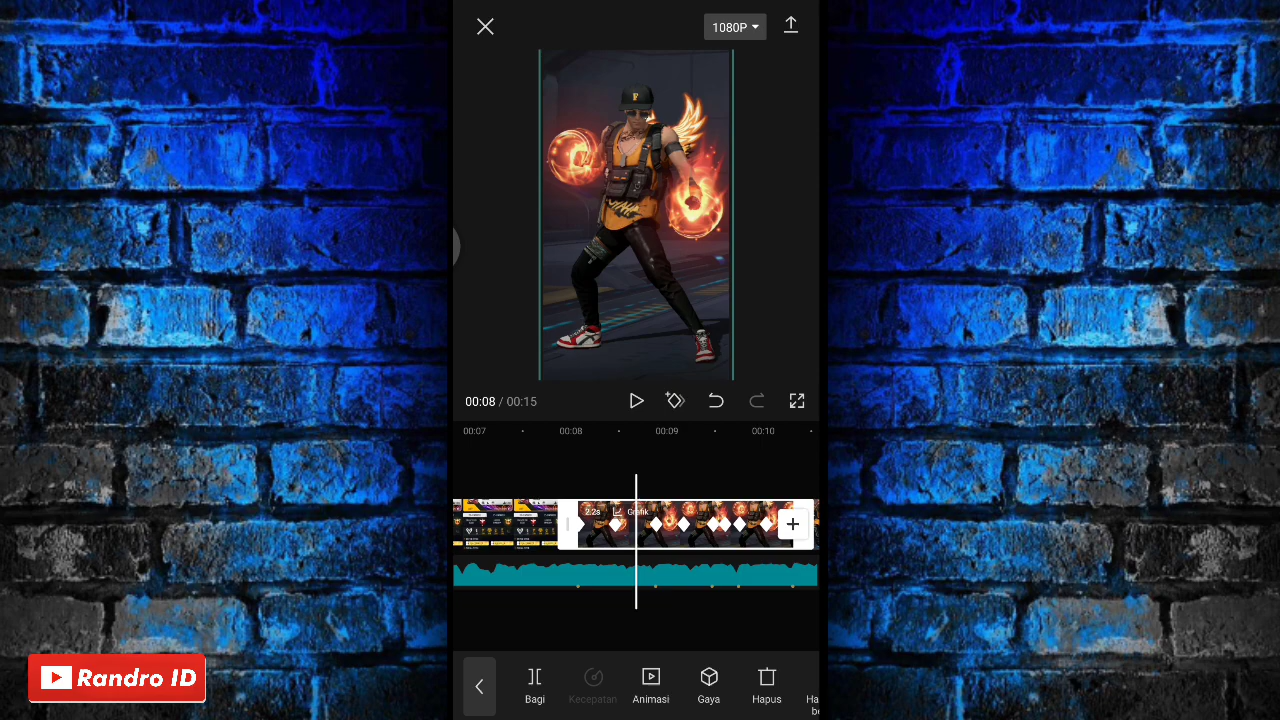 1080P
F
00:08 / 00:15
00:07
00:08
00:09
00:10
2.2s
Grafik
Randro ID
Bagi
Kecepatan
Animasi
Gaya
Hapus